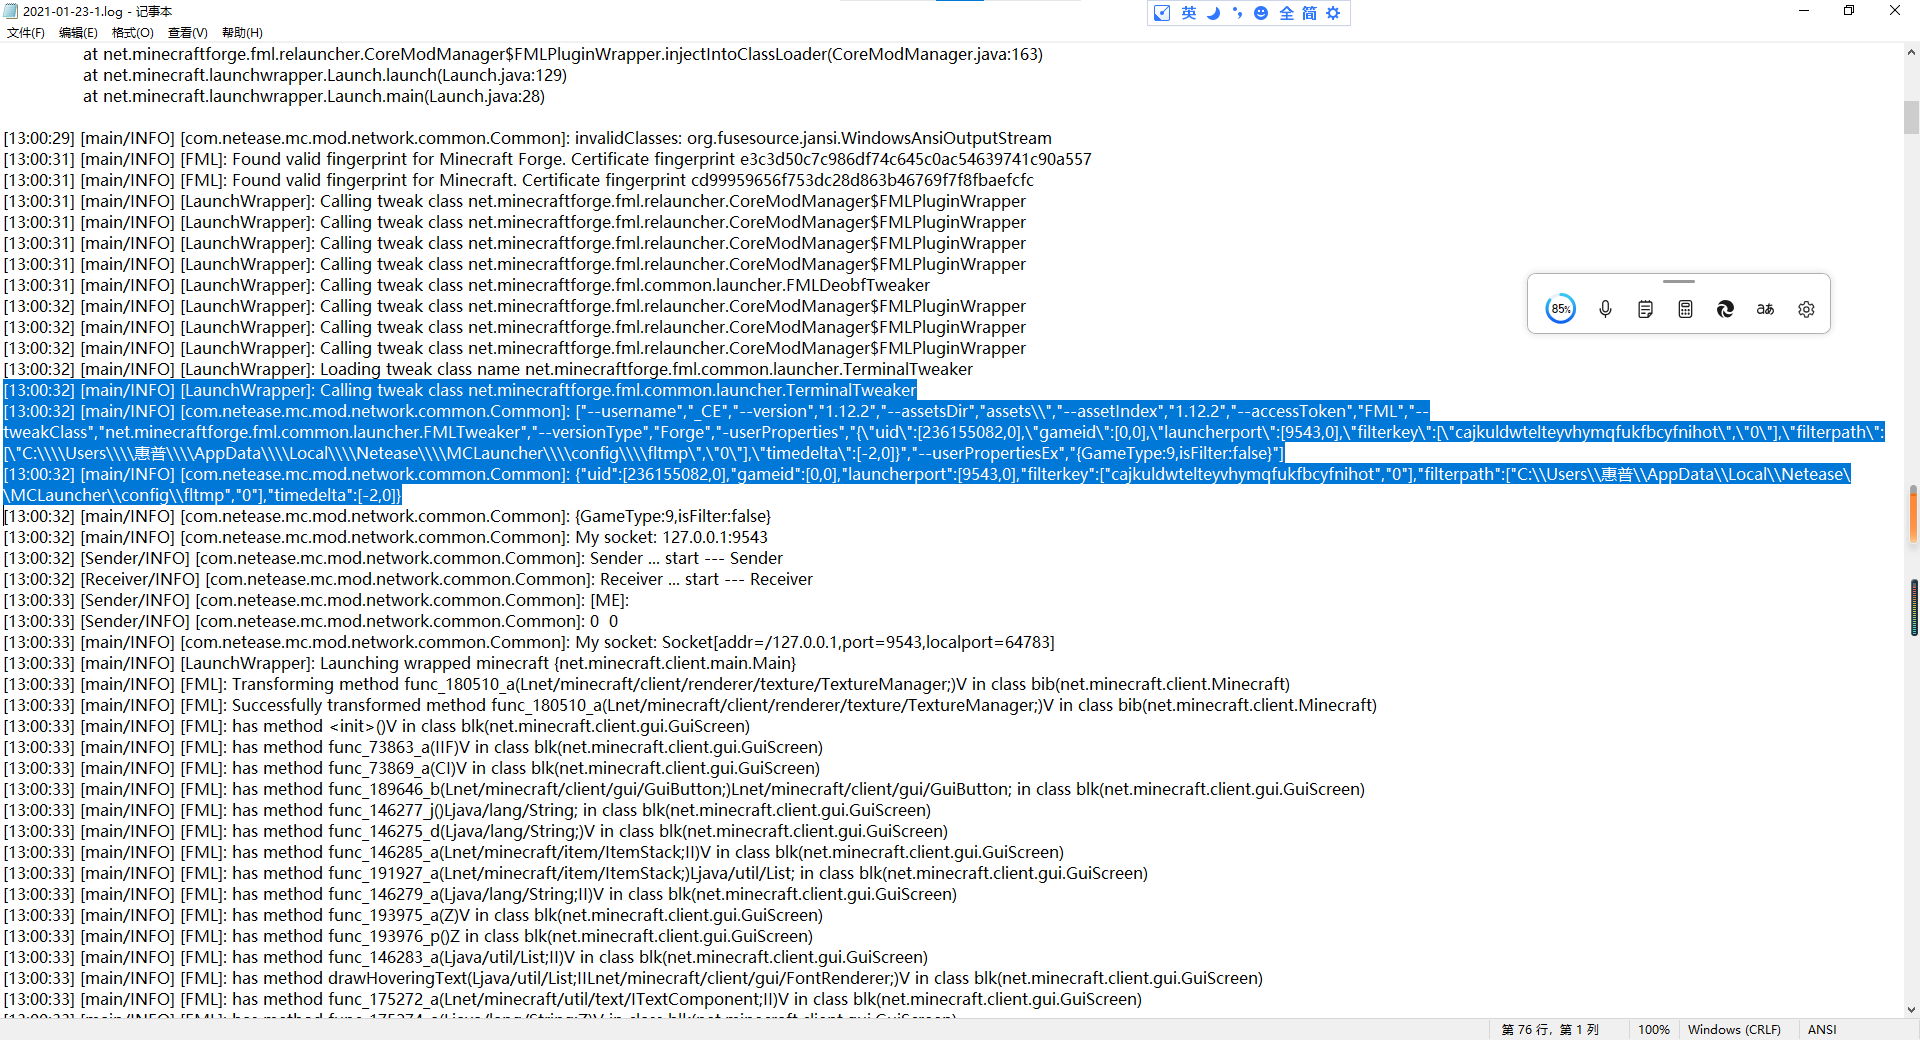 2021-01-23-1.log - 记事本
英 全 简
文件(F) 编辑(E) 格式(O) 查看(V) 帮助(H)
at net.minecraftforge.fml.relauncher.CoreModManager$FMLPluginWrapper.injectIntoClassLoader(CoreModManager.java:163)
at net.minecraft.launchwrapper.Launch.launch(Launch.java:129)
at net.minecraft.launchwrapper.Launch.main(Launch.java:28)
[13:00:29] [main/INFO] [com.netease.mc.mod.network.common.Common]: invalidClasses: org.fusesource.jansi.WindowsAnsiOutputStream
[13:00:31] [main/INFO] [FML]: Found valid fingerprint for Minecraft Forge. Certificate fingerprint e3c3d50c7c986df74c645c0ac54639741c90a557
[13:00:31] [main/INFO] [FML]: Found valid fingerprint for Minecraft. Certificate fingerprint cd99959656f753dc28d863b46769f7f8fbaefcfc
[13:00:31] [main/INFO] [LaunchWrapper]: Calling tweak class net.minecraftforge.fml.relauncher.CoreModManager$FMLPluginWrapper
[13:00:31] [main/INFO] [LaunchWrapper]: Calling tweak class net.minecraftforge.fml.relauncher.CoreModManager$FMLPluginWrapper
[13:00:31] [main/INFO] [LaunchWrapper]: Calling tweak class net.minecraftforge.fml.relauncher.CoreModManager$FMLPluginWrapper
[13:00:31] [main/INFO] [LaunchWrapper]: Calling tweak class net.minecraftforge.fml.relauncher.CoreModManager$FMLPluginWrapper
[13:00:31] [main/INFO] [LaunchWrapper]: Calling tweak class net.minecraftforge.fml.common.launcher.FMLDeobfTweaker
[13:00:32] [main/INFO] [LaunchWrapper]: Calling tweak class net.minecraftforge.fml.relauncher.CoreModManager$FMLPluginWrapper
[13:00:32] [main/INFO] [LaunchWrapper]: Calling tweak class net.minecraftforge.fml.relauncher.CoreModManager$FMLPluginWrapper
[13:00:32] [main/INFO] [LaunchWrapper]: Calling tweak class net.minecraftforge.fml.relauncher.CoreModManager$FMLPluginWrapper
[13:00:32] [main/INFO] [LaunchWrapper]: Loading tweak class name net.minecraftforge.fml.common.launcher.TerminalTweaker
[13:00:32] [main/INFO] [LaunchWrapper]: Calling tweak class net.minecraftforge.fml.common.launcher.TerminalTweaker
[13:00:32] [main/INFO] [com.netease.mc.mod.network.common.Common]: ["--username","_CE","--version","1.12.2","--assetsDir","assets\\","--assetIndex","1.12.2","--accessToken","FML","--
tweakClass","net.minecraftforge.fml.common.launcher.FMLTweaker","--versionType","Forge","-userProperties","{\"uid\":[236155082,0],\"gameid\":[0,0],\"launcherport\":[9543,0],\"filterkey\":[\"cajkuldwtelteyvhymqfukfbcyfnihot\",\"0\"],\"filterpath\":
[\"C:\\\\Users\\\\惠普\\\\AppData\\\\Local\\\\Netease\\\\MCLauncher\\\\config\\\\fltmp\",\"0\"],\"timedelta\":[-2,0]}","--userPropertiesEx","{GameType:9,isFilter:false}"]
[13:00:32] [main/INFO] [com.netease.mc.mod.network.common.Common]: {"uid":[236155082,0],"gameid":[0,0],"launcherport":[9543,0],"filterkey":["cajkuldwtelteyvhymqfukfbcyfnihot","0"],"filterpath":["C:\\Users\\惠普\\AppData\\Local\\Netease\
\MCLauncher\\config\\fltmp","0"],"timedelta":[-2,0]}
[13:00:32] [main/INFO] [com.netease.mc.mod.network.common.Common]: {GameType:9,isFilter:false}
[13:00:32] [main/INFO] [com.netease.mc.mod.network.common.Common]: My socket: 127.0.0.1:9543
[13:00:32] [Sender/INFO] [com.netease.mc.mod.network.common.Common]: Sender ... start --- Sender
[13:00:32] [Receiver/INFO] [com.netease.mc.mod.network.common.Common]: Receiver ... start --- Receiver
[13:00:33] [Sender/INFO] [com.netease.mc.mod.network.common.Common]: [ME]:
[13:00:33] [Sender/INFO] [com.netease.mc.mod.network.common.Common]: 0  0
[13:00:33] [main/INFO] [com.netease.mc.mod.network.common.Common]: My socket: Socket[addr=/127.0.0.1,port=9543,localport=64783]
[13:00:33] [main/INFO] [LaunchWrapper]: Launching wrapped minecraft {net.minecraft.client.main.Main}
[13:00:33] [main/INFO] [FML]: Transforming method func_180510_a(Lnet/minecraft/client/renderer/texture/TextureManager;)V in class bib(net.minecraft.client.Minecraft)
[13:00:33] [main/INFO] [FML]: Successfully transformed method func_180510_a(Lnet/minecraft/client/renderer/texture/TextureManager;)V in class bib(net.minecraft.client.Minecraft)
[13:00:33] [main/INFO] [FML]: has method <init>()V in class blk(net.minecraft.client.gui.GuiScreen)
[13:00:33] [main/INFO] [FML]: has method func_73863_a(IIF)V in class blk(net.minecraft.client.gui.GuiScreen)
[13:00:33] [main/INFO] [FML]: has method func_73869_a(CI)V in class blk(net.minecraft.client.gui.GuiScreen)
[13:00:33] [main/INFO] [FML]: has method func_189646_b(Lnet/minecraft/client/gui/GuiButton;)Lnet/minecraft/client/gui/GuiButton; in class blk(net.minecraft.client.gui.GuiScreen)
[13:00:33] [main/INFO] [FML]: has method func_146277_j()Ljava/lang/String; in class blk(net.minecraft.client.gui.GuiScreen)
[13:00:33] [main/INFO] [FML]: has method func_146275_d(Ljava/lang/String;)V in class blk(net.minecraft.client.gui.GuiScreen)
[13:00:33] [main/INFO] [FML]: has method func_146285_a(Lnet/minecraft/item/ItemStack;II)V in class blk(net.minecraft.client.gui.GuiScreen)
[13:00:33] [main/INFO] [FML]: has method func_191927_a(Lnet/minecraft/item/ItemStack;)Ljava/util/List; in class blk(net.minecraft.client.gui.GuiScreen)
[13:00:33] [main/INFO] [FML]: has method func_146279_a(Ljava/lang/String;II)V in class blk(net.minecraft.client.gui.GuiScreen)
[13:00:33] [main/INFO] [FML]: has method func_193975_a(Z)V in class blk(net.minecraft.client.gui.GuiScreen)
[13:00:33] [main/INFO] [FML]: has method func_193976_p()Z in class blk(net.minecraft.client.gui.GuiScreen)
[13:00:33] [main/INFO] [FML]: has method func_146283_a(Ljava/util/List;II)V in class blk(net.minecraft.client.gui.GuiScreen)
[13:00:33] [main/INFO] [FML]: has method drawHoveringText(Ljava/util/List;IILnet/minecraft/client/gui/FontRenderer;)V in class blk(net.minecraft.client.gui.GuiScreen)
[13:00:33] [main/INFO] [FML]: has method func_175272_a(Lnet/minecraft/util/text/ITextComponent;II)V in class blk(net.minecraft.client.gui.GuiScreen)
[13:00:33] [main/INFO] [FML]: has method func_175274_a(Ljava/lang/String;Z)V in class blk(net.minecraft.client.gui.GuiScreen)
85%
aあ
第 76 行，第 1 列 100% Windows (CRLF) ANSI